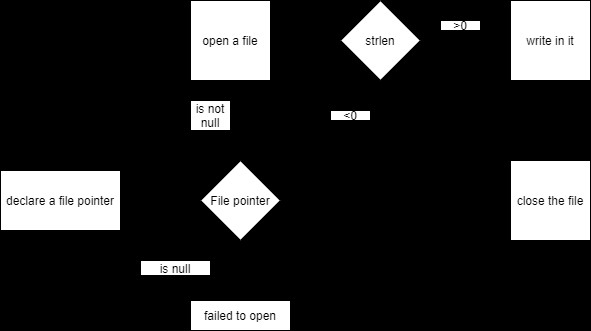 open a file
strlen
>0
write in it
is not
null
<0
declare a file pointer
File pointer
close the file
is null
failed to open